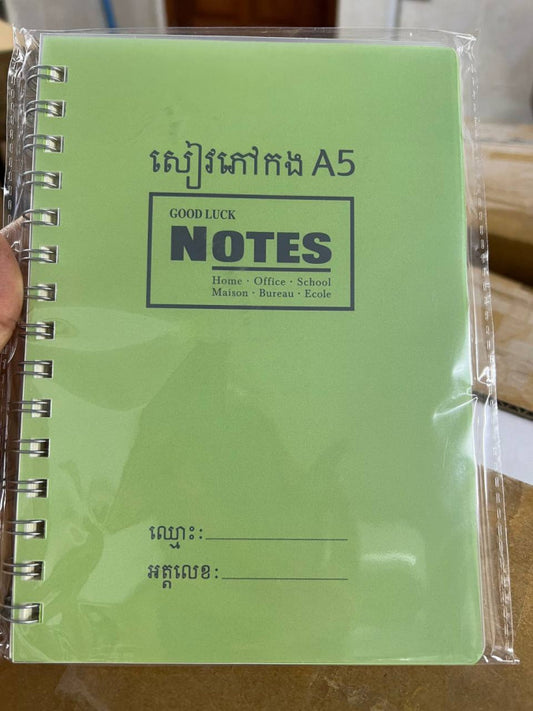 សៀវភៅកង A5
GOOD LUCK
NOTES
Home · Office · School
Maison · Bureau · Ecole
ឈ្មោះ:
អត្តលេខ: